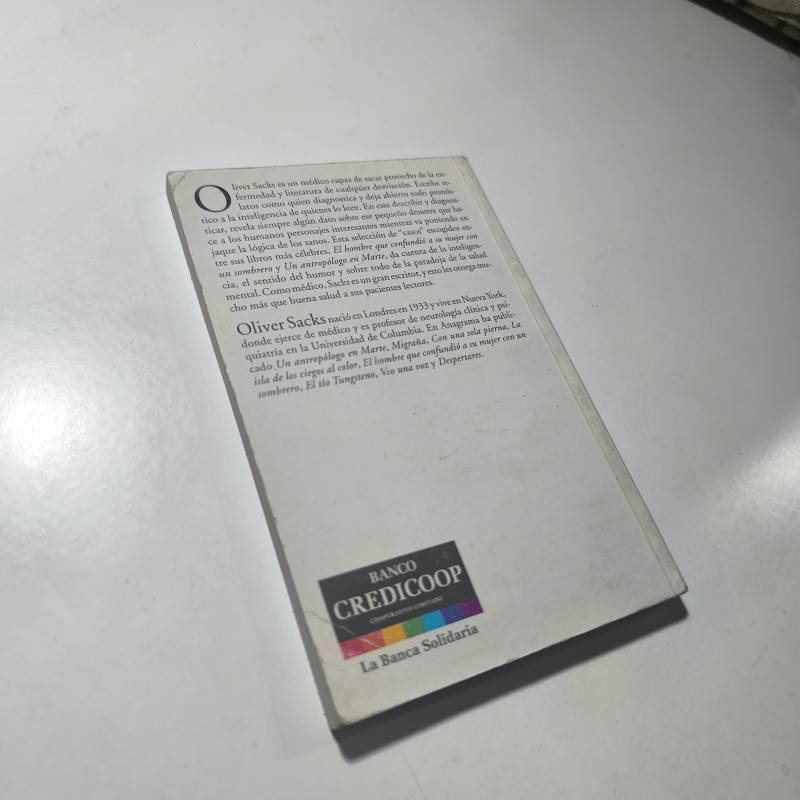 Oliver Sacks es un médico capaz de sacar provecho de la en-
fermedad y literatura de cualquier desviación. Escribe re-
latos como quien diagnostica y deja abierto todo pronós-
tico a la inteligencia de quienes lo leen. En este describir y diagnos-
ticar, revela siempre algún dato sobre ese pequeño desastre que ha-
ce a los humanos personajes interesantes mientras va poniendo en
jaque la lógica de los sanos. Esta selección de "casos" escogidos en-
tre sus libros más célebres, El hombre que confundió a su mujer con
un sombrero y Un antropólogo en Marte, da cuenta de la inteligen-
cia, el sentido del humor y sobre todo de la paradoja de la salud
mental. Como médico, Sacks es un gran escritor, y esto les otorga mu-
cho más que buena salud a sus pacientes lectores.
Oliver Sacks nació en Londres en 1933 y vive en Nueva York,
donde ejerce de médico y es profesor de neurología clínica y psi-
quiatría en la Universidad de Columbia. En Anagrama ha publi-
cado Un antropólogo en Marte, Migraña, Con una sola pierna, La
isla de los ciegos al color, El hombre que confundió a su mujer con un
sombrero, El tío Tungsteno, Veo una voz y Despertares.
BANCO
CREDICOOP
COOPERATIVO LIMITADO
La Banca Solidaria